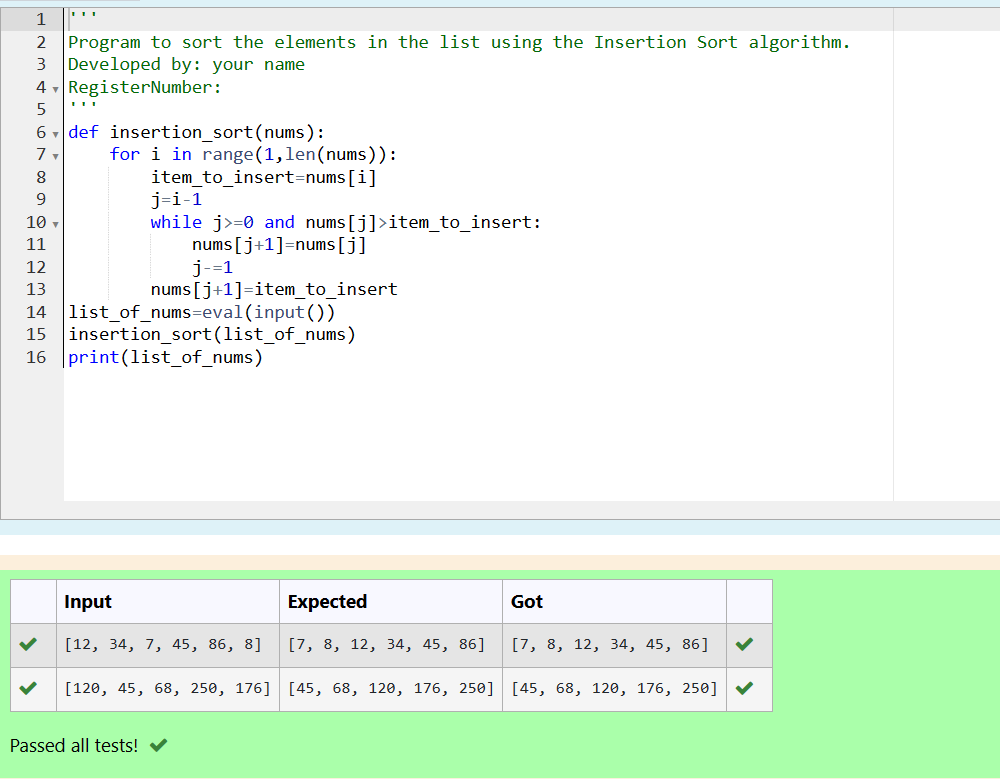 1 '''
2 Program to sort the elements in the list using the Insertion Sort algorithm.
3 Developed by: your name
4 RegisterNumber:
5 '''
6 def insertion_sort(nums):
7     for i in range(1,len(nums)):
8         item_to_insert=nums[i]
9         j=i-1
10         while j>=0 and nums[j]>item_to_insert:
11             nums[j+1]=nums[j]
12             j-=1
13         nums[j+1]=item_to_insert
14 list_of_nums=eval(input())
15 insertion_sort(list_of_nums)
16 print(list_of_nums)
Input Expected Got
[12, 34, 7, 45, 86, 8] [7, 8, 12, 34, 45, 86] [7, 8, 12, 34, 45, 86]
[120, 45, 68, 250, 176] [45, 68, 120, 176, 250] [45, 68, 120, 176, 250]
Passed all tests!